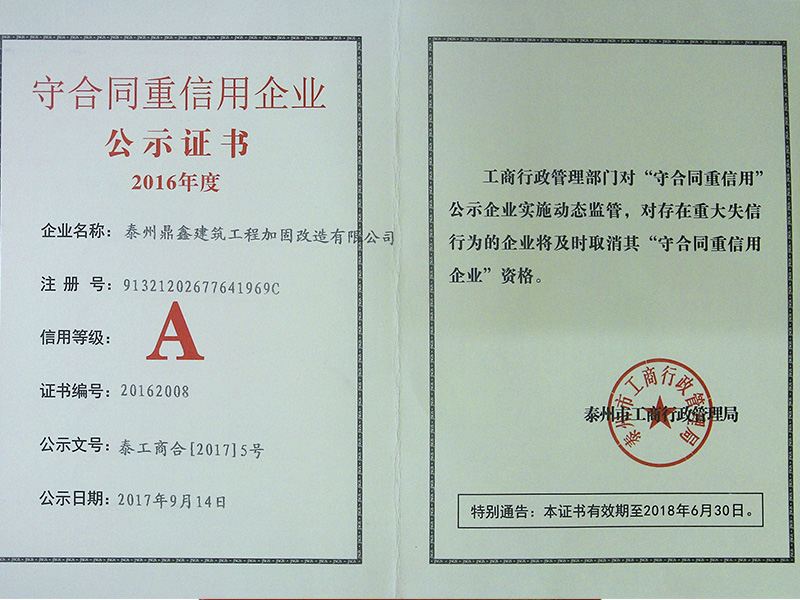 守合同重信用企业
公示证书
2016年度
企业名称：泰州鼎鑫建筑工程加固改造有限公司
注 册 号：91321202677641969C
信用等级：A
证书编号：20162008
公示文号：泰工商合[2017]5号
公示日期：2017年9月14日
工商行政管理部门对“守合同重信用”
公示企业实施动态监管，对存在重大失信
行为的企业将及时取消其“守合同重信用
企业”资格。
泰州市工商行政管理局
泰州市工商行政管理局
特别通告：本证书有效期至2018年6月30日。